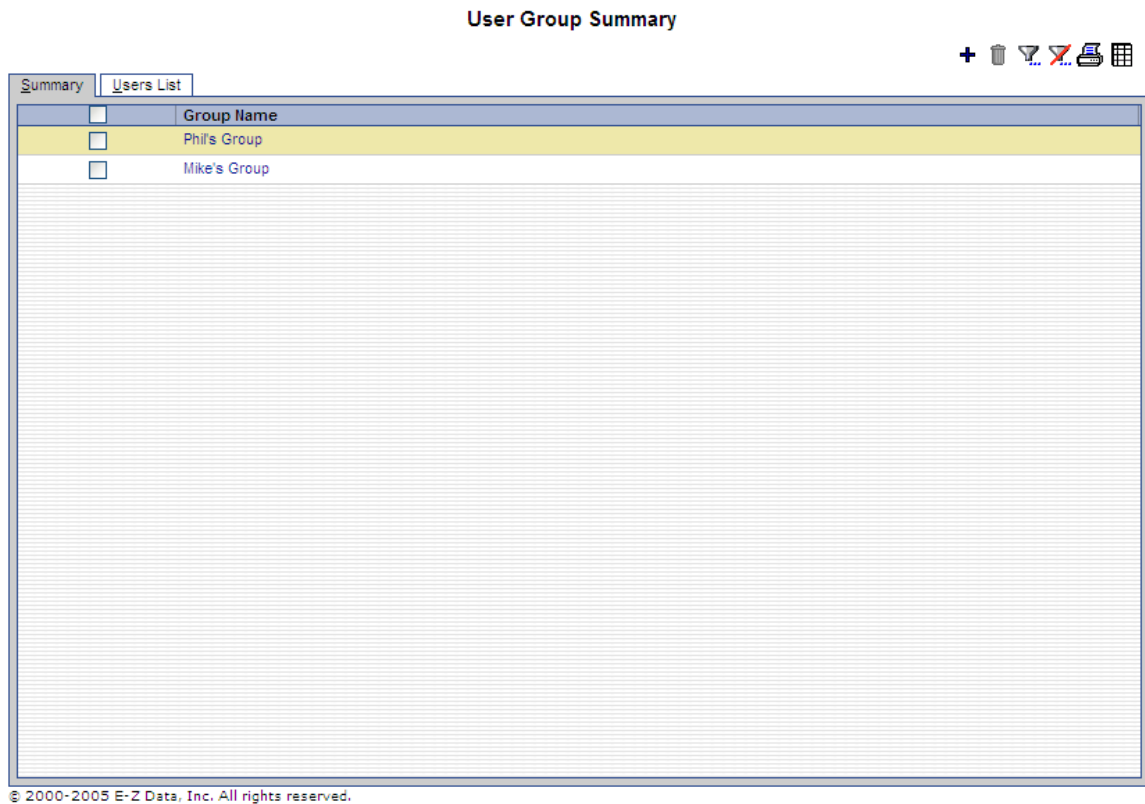 User Group Summary
Summary
Users List
Group Name
Phil's Group
Mike's Group
© 2000-2005 E-Z Data, Inc. All rights reserved.